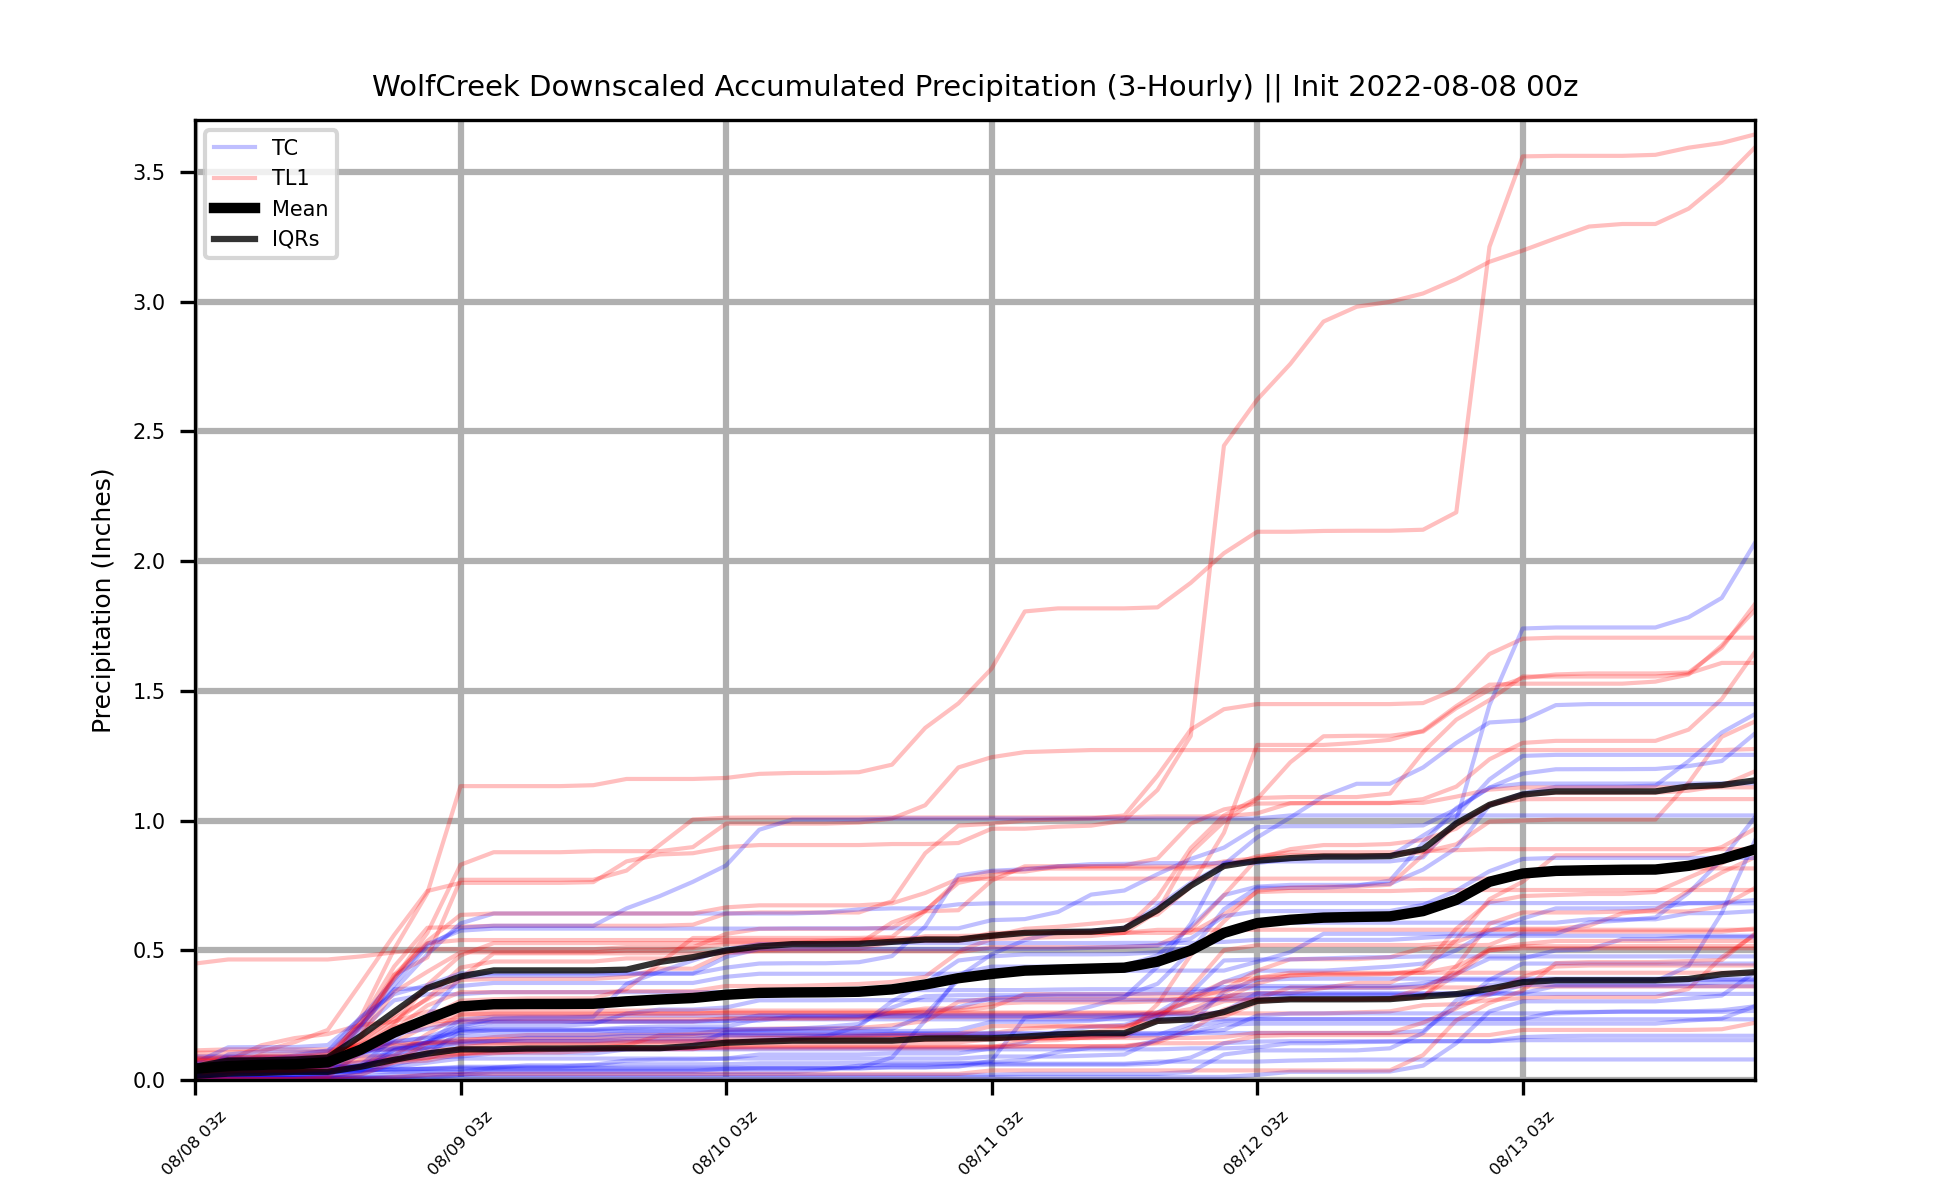 WolfCreek Downscaled Accumulated Precipitation (3-Hourly) || Init 2022-08-08 00z
TC
TL1
Mean
IQRs
Precipitation (Inches)
3.5
3.0
2.5
2.0
1.5
1.0
0.5
0.0
08/08 03z
08/09 03z
08/10 03z
08/11 03z
08/12 03z
08/13 03z